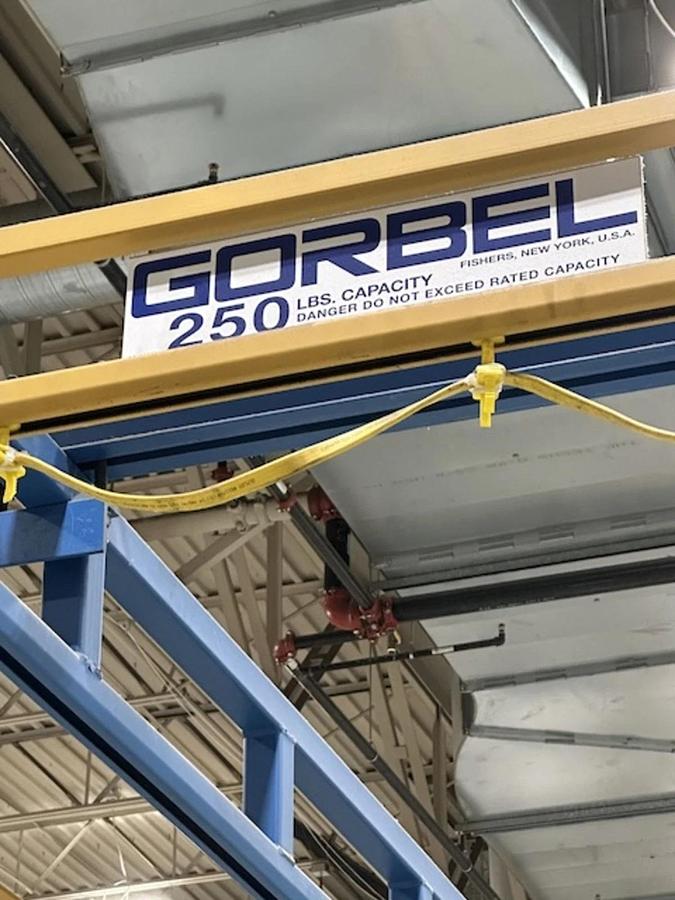 GORBEL
FISHERS, NEW YORK, U.S.A.
250 LBS. CAPACITY
DANGER DO NOT EXCEED RATED CAPACITY